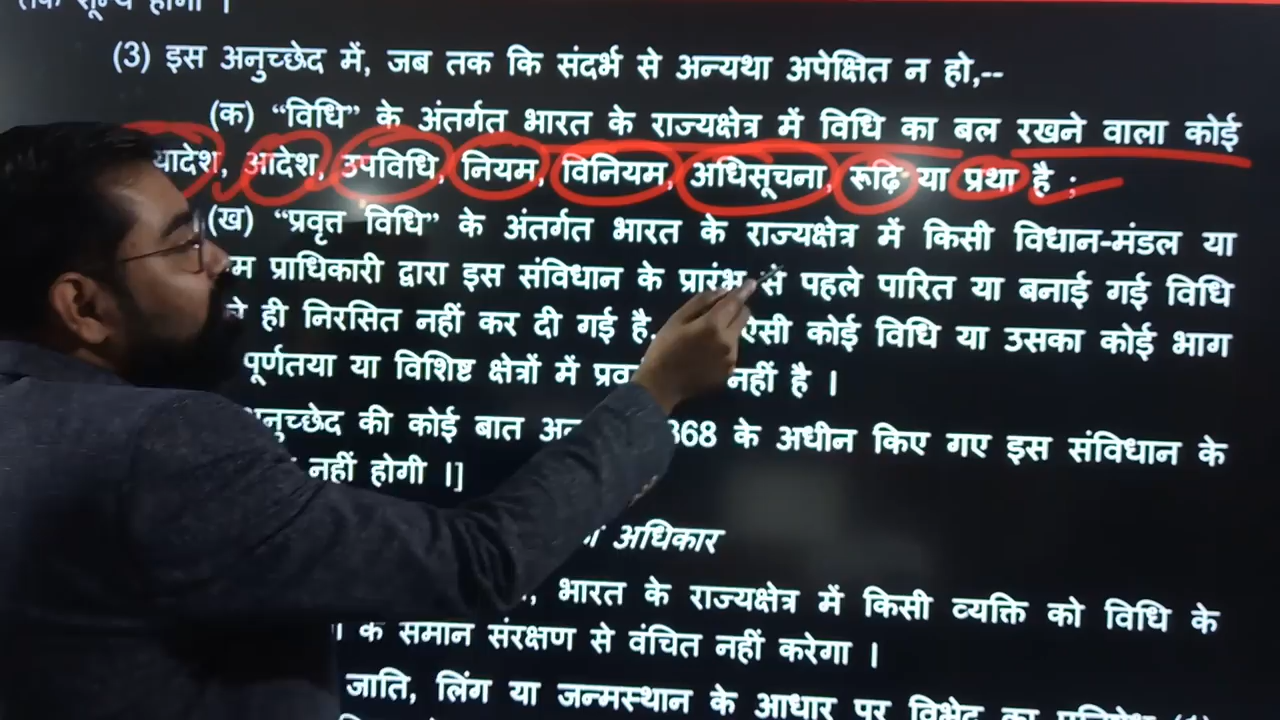 तक शून्य होगी ।
(3) इस अनुच्छेद में, जब तक कि संदर्भ से अन्यथा अपेक्षित न हो,--
(क) “विधि” के अंतर्गत भारत के राज्यक्षेत्र में विधि का बल रखने वाला कोई
यादेश, आदेश, उपविधि, नियम, विनियम, अधिसूचना, रूढ़ि या प्रथा है ;
(ख) “प्रवृत्त विधि” के अंतर्गत भारत के राज्यक्षेत्र में किसी विधान-मंडल या
म प्राधिकारी द्वारा इस संविधान के प्रारंभ से पहले पारित या बनाई गई विधि
ही निरसित नहीं कर दी गई है, ऐसी कोई विधि या उसका कोई भाग
पूर्णतया या विशिष्ट क्षेत्रों में नहीं है ।
नुच्छेद की कोई बात 368 के अधीन किए गए इस संविधान के
नहीं होगी ।]
अधिकार
भारत के राज्यक्षेत्र में किसी व्यक्ति को विधि के
के समान संरक्षण से वंचित नहीं करेगा ।
जाति, लिंग या जन्मस्थान के आधार पर विभेद का